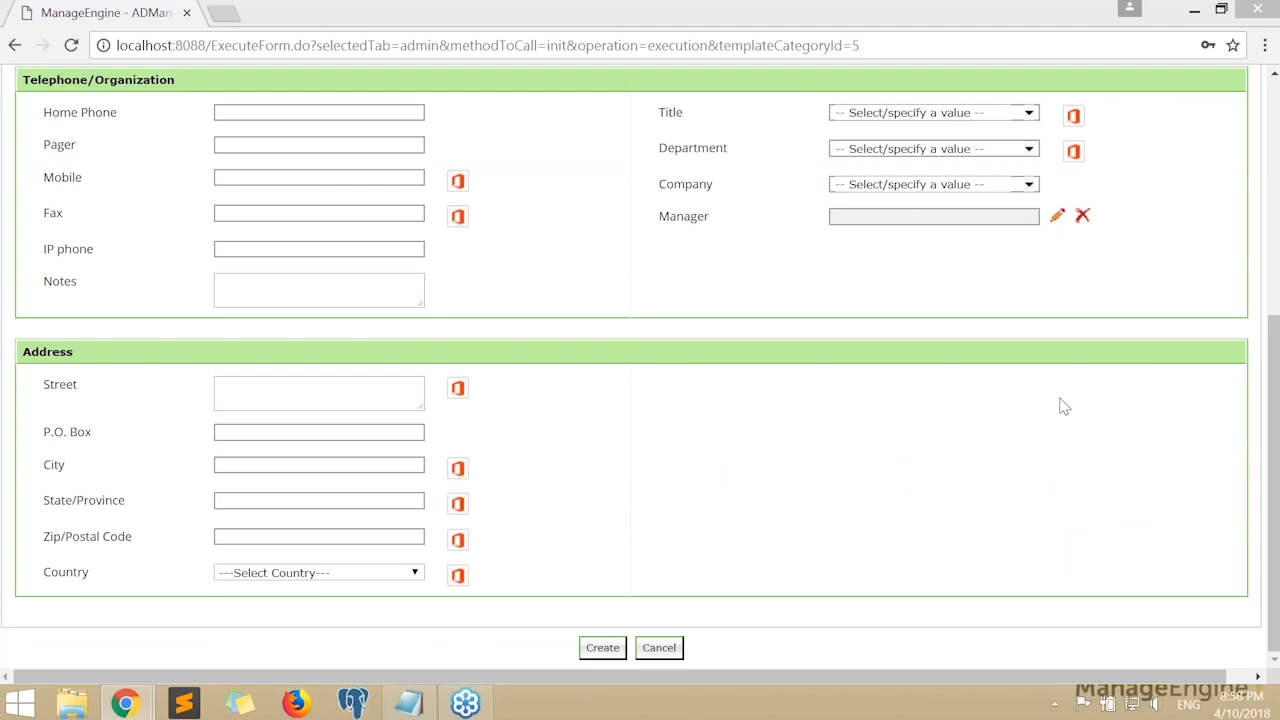 ManageEngine - ADMan
localhost:8088/ExecuteForm.do?selectedTab=admin&methodToCall=init&operation=execution&templateCategoryId=5
Telephone/Organization
Home Phone
Title
-- Select/specify a value --
Pager
Department
-- Select/specify a value --
Mobile
Company
-- Select/specify a value --
Fax
Manager
IP phone
Notes
Address
Street
P.O. Box
City
State/Province
Zip/Postal Code
Country
---Select Country---
Create
Cancel
ManageEngine
ENG
8:58 PM
4/10/2018